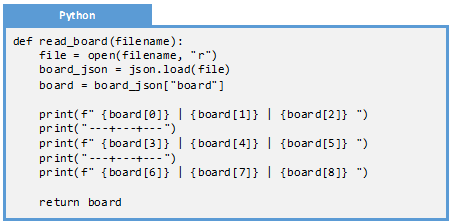 Python
def read_board(filename):
    file = open(filename, "r")
    board_json = json.load(file)
    board = board_json["board"]

    print(f" {board[0]} | {board[1]} | {board[2]} ")
    print("---+---+---")
    print(f" {board[3]} | {board[4]} | {board[5]} ")
    print("---+---+---")
    print(f" {board[6]} | {board[7]} | {board[8]} ")

    return board